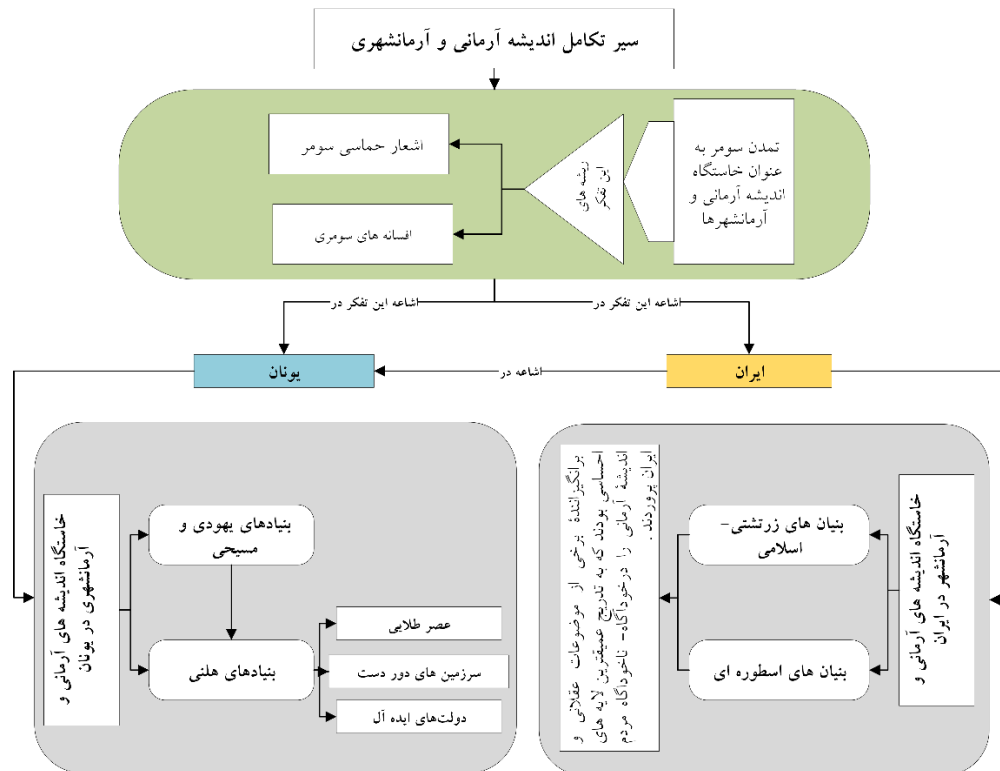 سیر تکامل اندیشه آرمانی و آرمانشهری
تمدن سومر به
عنوان خاستگاه
اندیشه آرمانی و
آرمانشهرها
ریشه های
این تفکر
اشعار حماسی سومر
افسانه های سومری
اشاعه این تفکر در
اشاعه این تفکر در
ایران
اشاعه در
یونان
خاستگاه اندیشه های آرمانی و
آرمانشهر در ایران
بنیان های زرتشتی-
اسلامی
بنیان های اسطوره ای
برانگیزانندۀ برخی از موضوعات عقلانی و
احساسی بودند که به تدریج عمیقترین لایه های
اندیشۀ آرمانی را درخودآگاه- ناخودآگاه مردم
ایران پروردند.
خاستگاه اندیشه های آرمانی و
آرمانشهری در یونان
بنیادهای یهودی و
مسیحی
بنیادهای هلنی
عصر طلایی
سرزمین های دور دست
دولت‌های ایده آل